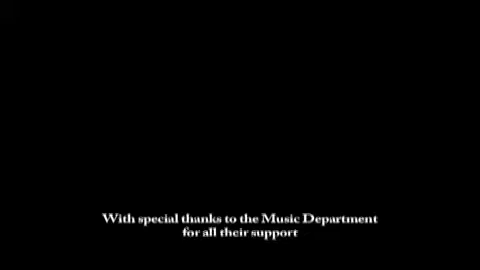 With special thanks to the Music Department
for all their support